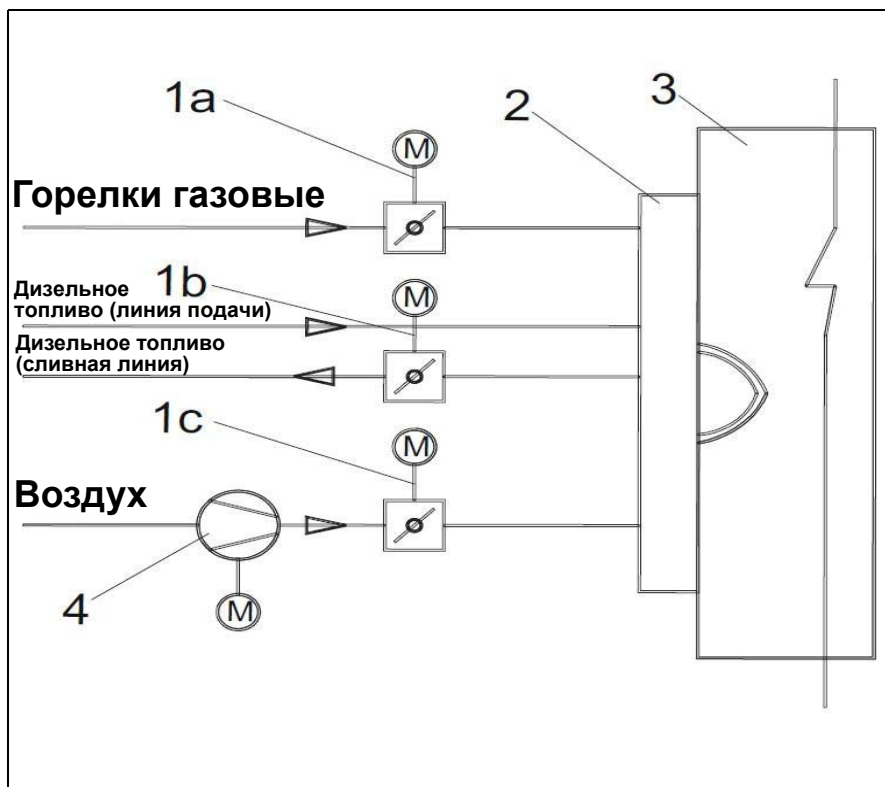 1a
2
3
M
Горелки газовые
Дизельное
топливо (линия подачи)
1b
M
Дизельное топливо
(сливная линия)
1c
M
Воздух
4
M